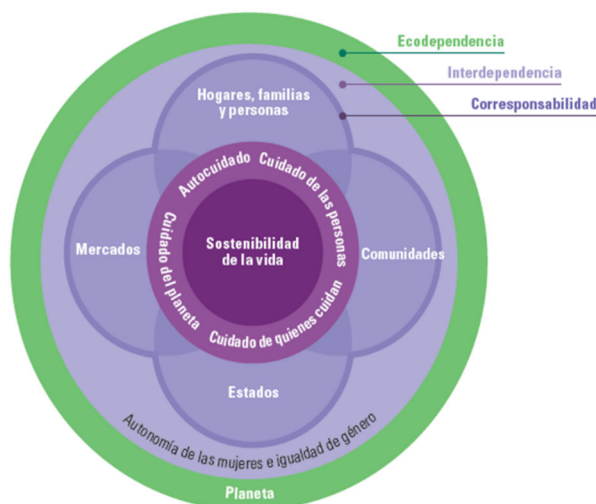 Ecodependencia
Interdependencia
Corresponsabilidad
Hogares, familias
y personas
Autocuidado
Cuidado de las personas
Mercados
Sostenibilidad
de la vida
Comunidades
Cuidado del planeta
Cuidado de quienes cuidan
Estados
Autonomía de las mujeres e igualdad de género
Planeta